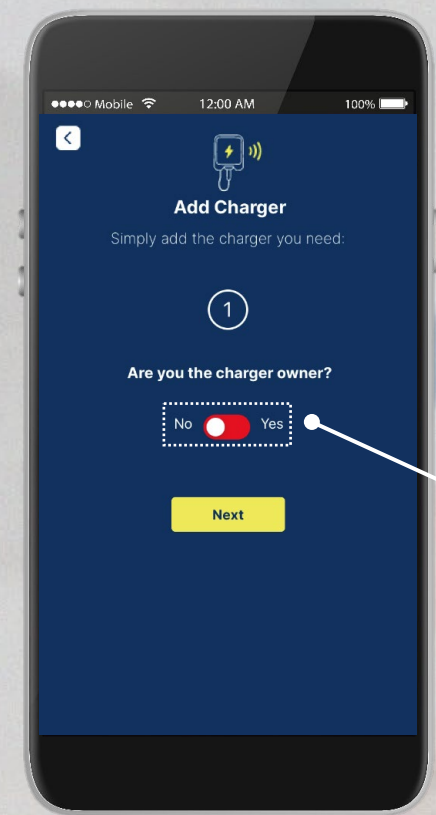 Mobile 12:00 AM 100%
Add Charger
Simply add the charger you need:
1
Are you the charger owner?
No Yes
Next